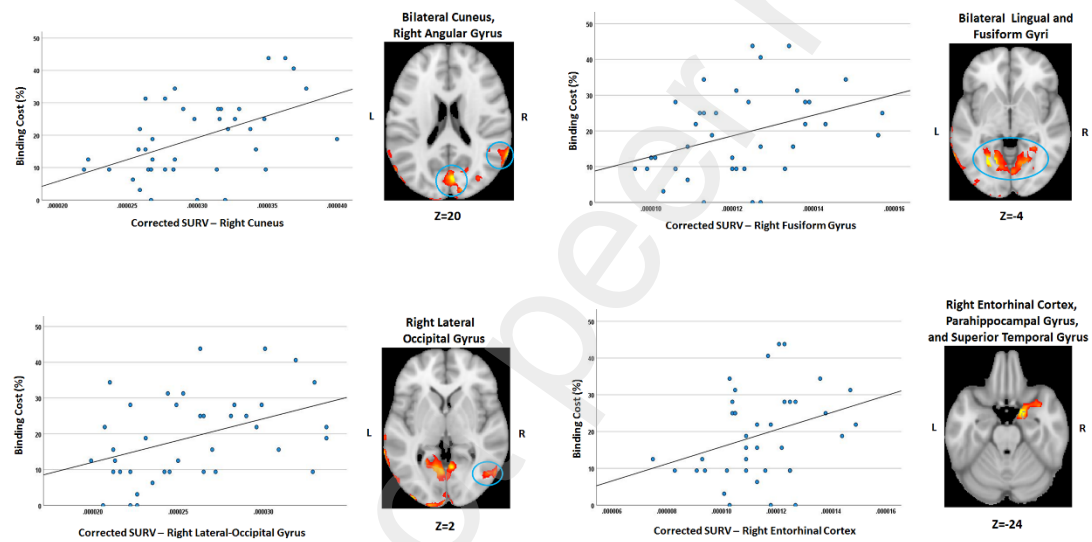 Bilateral Cuneus,
Right Angular Gyrus
Binding Cost (%)
50
40
30
20
10
0
.000020
.000025
.000030
.000035
.000040
Corrected SURV – Right Cuneus
L
R
Z=20
Bilateral Lingual and
Fusiform Gyri
Binding Cost (%)
50
40
30
20
10
0
.000010
.000012
.000014
.000016
Corrected SURV – Right Fusiform Gyrus
L
R
Z=-4
Right Lateral
Occipital Gyrus
Binding Cost (%)
50
40
30
20
10
0
.000020
.000025
.000030
Corrected SURV – Right Lateral-Occipital Gyrus
L
R
Z=2
Right Entorhinal Cortex,
Parahippocampal Gyrus,
and Superior Temporal Gyrus
Binding Cost (%)
50
40
30
20
10
0
.000006
.000008
.000010
.000012
.000014
.000016
Corrected SURV – Right Entorhinal Cortex
L
R
Z=-24